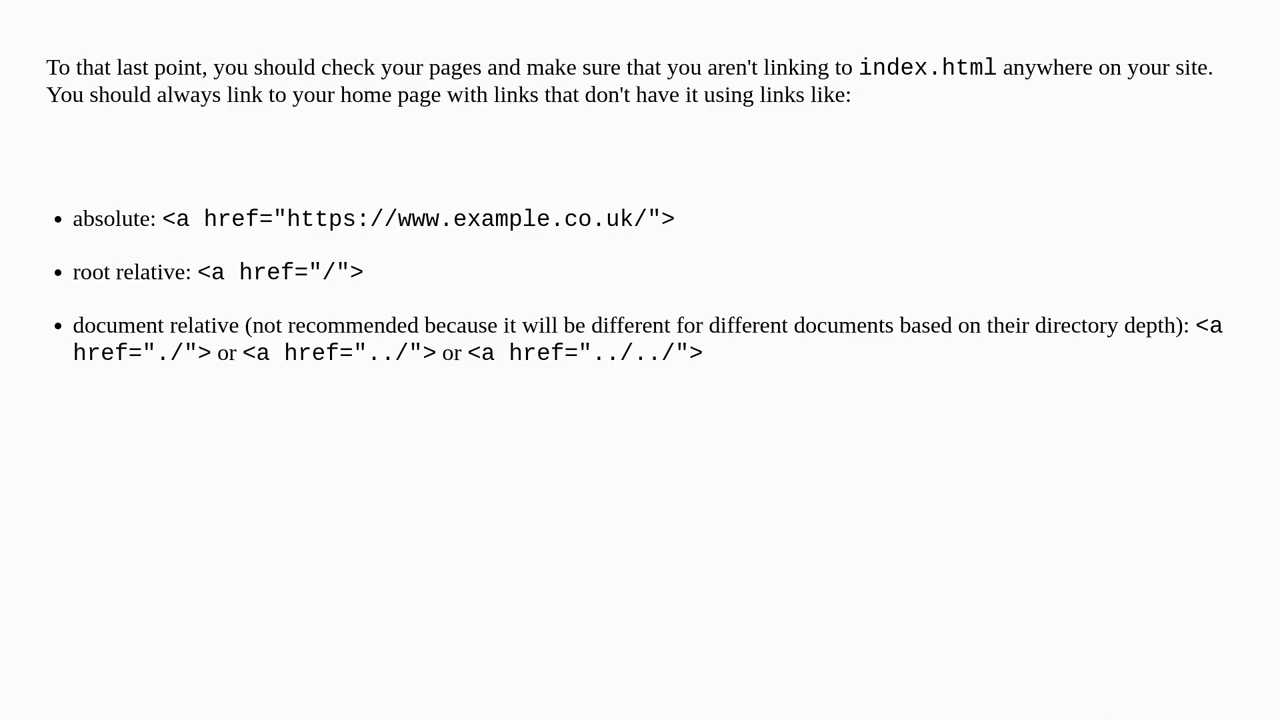 To that last point, you should check your pages and make sure that you aren't linking to index.html anywhere on your site.
You should always link to your home page with links that don't have it using links like:
• absolute: <a href="https://www.example.co.uk/">
• root relative: <a href="/">
• document relative (not recommended because it will be different for different documents based on their directory depth): <a
href="./"> or <a href="../"> or <a href="../../">